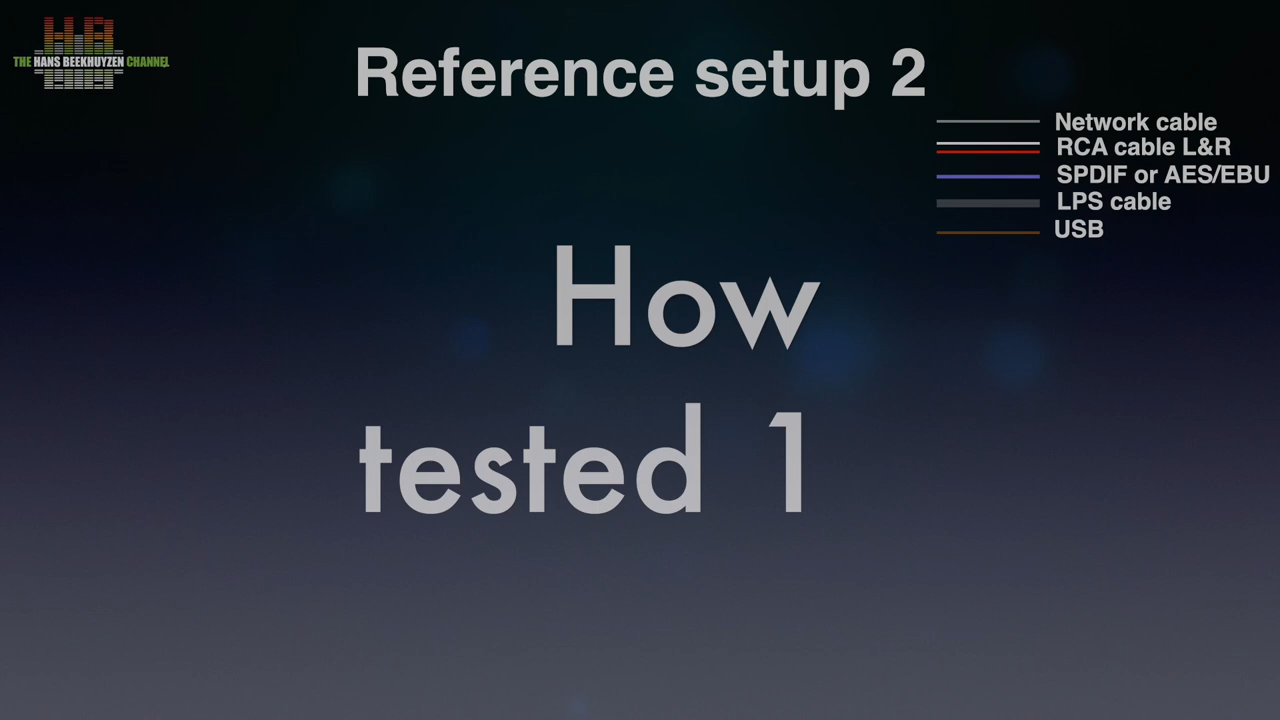 THE HANS BEEKHUYZEN CHANNEL
Reference setup 2
Network cable
RCA cable L&R
SPDIF or AES/EBU
LPS cable
USB
How
tested 1